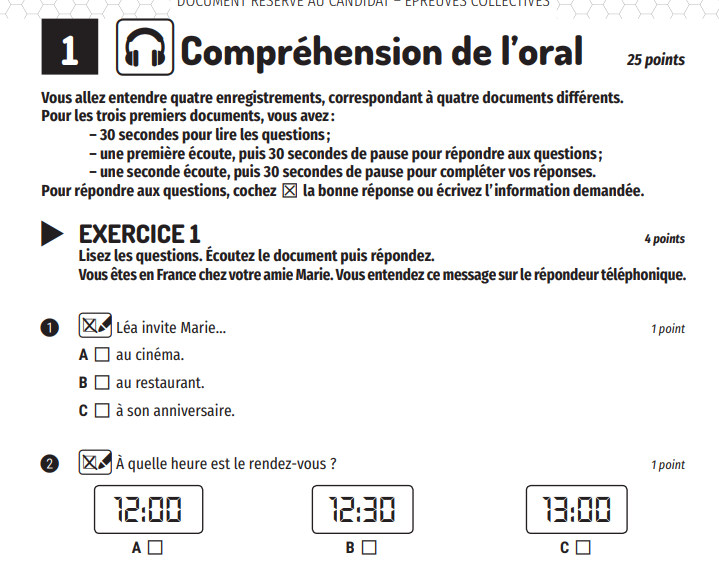 DOCUMENT RÉSERVÉ AU CANDIDAT – ÉPREUVES COLLECTIVES
1 Compréhension de l'oral 25 points
Vous allez entendre quatre enregistrements, correspondant à quatre documents différents.
Pour les trois premiers documents, vous avez :
– 30 secondes pour lire les questions ;
– une première écoute, puis 30 secondes de pause pour répondre aux questions ;
– une seconde écoute, puis 30 secondes de pause pour compléter vos réponses.
Pour répondre aux questions, cochez ☒ la bonne réponse ou écrivez l'information demandée.
EXERCICE 1 4 points
Lisez les questions. Écoutez le document puis répondez.
Vous êtes en France chez votre amie Marie. Vous entendez ce message sur le répondeur téléphonique.
1 Léa invite Marie... 1 point
A ☐ au cinéma.
B ☐ au restaurant.
C ☐ à son anniversaire.
2 À quelle heure est le rendez-vous ? 1 point
12:00 12:30 13:00
A ☐ B ☐ C ☐